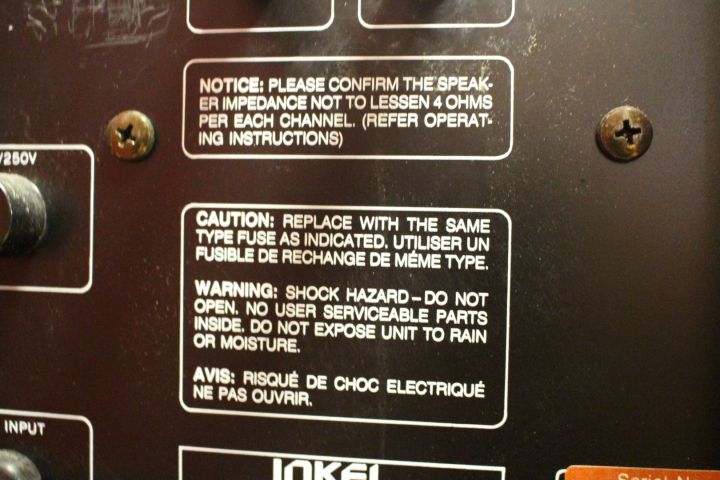 NOTICE: PLEASE CONFIRM THE SPEAK-
ER IMPEDANCE NOT TO LESSEN 4 OHMS
PER EACH CHANNEL. (REFER OPERAT-
ING INSTRUCTIONS)
/250V
CAUTION: REPLACE WITH THE SAME
TYPE FUSE AS INDICATED. UTILISER UN
FUSIBLE DE RECHANGE DE MÉME TYPE.
WARNING: SHOCK HAZARD – DO NOT
OPEN. NO USER SERVICEABLE PARTS
INSIDE. DO NOT EXPOSE UNIT TO RAIN
OR MOISTURE.
AVIS: RISQUÉ DE CHOC ELECTRIQUÉ
NE PAS OUVRIR.
INPUT
INKEL
Serial N